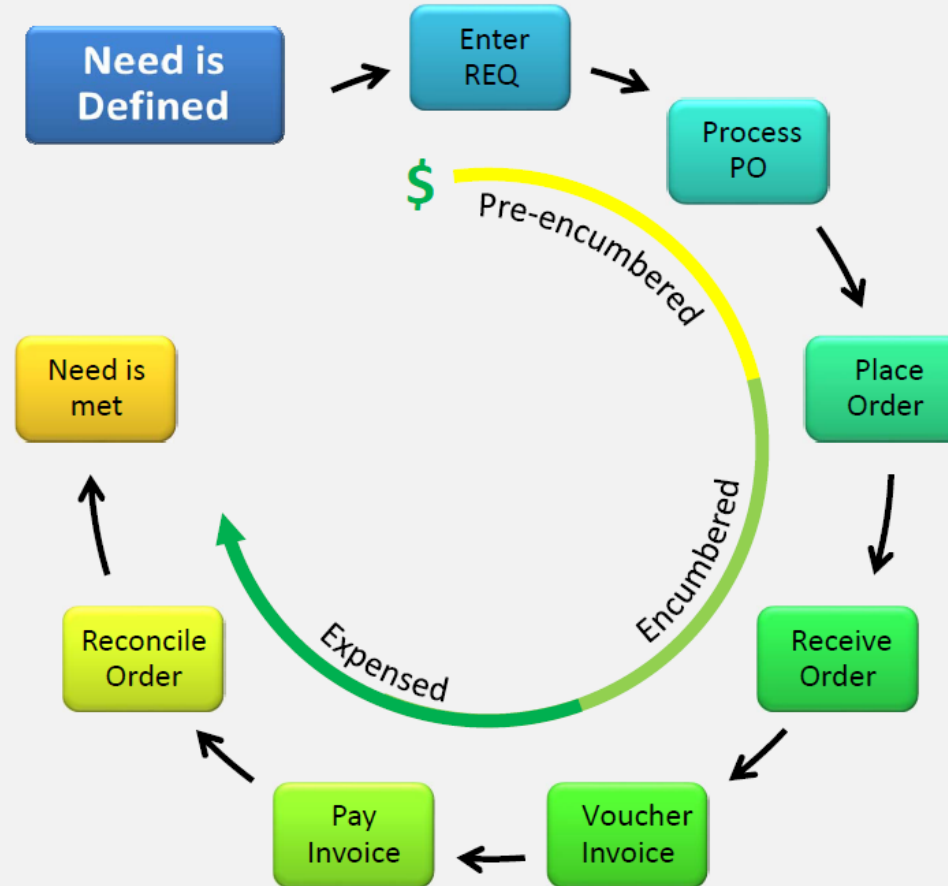 Need is
Defined
Enter
REQ
Process
PO
Place
Order
Receive
Order
Voucher
Invoice
Pay
Invoice
Reconcile
Order
Need is
met
$
Pre-encumbered
Encumbered
Expensed